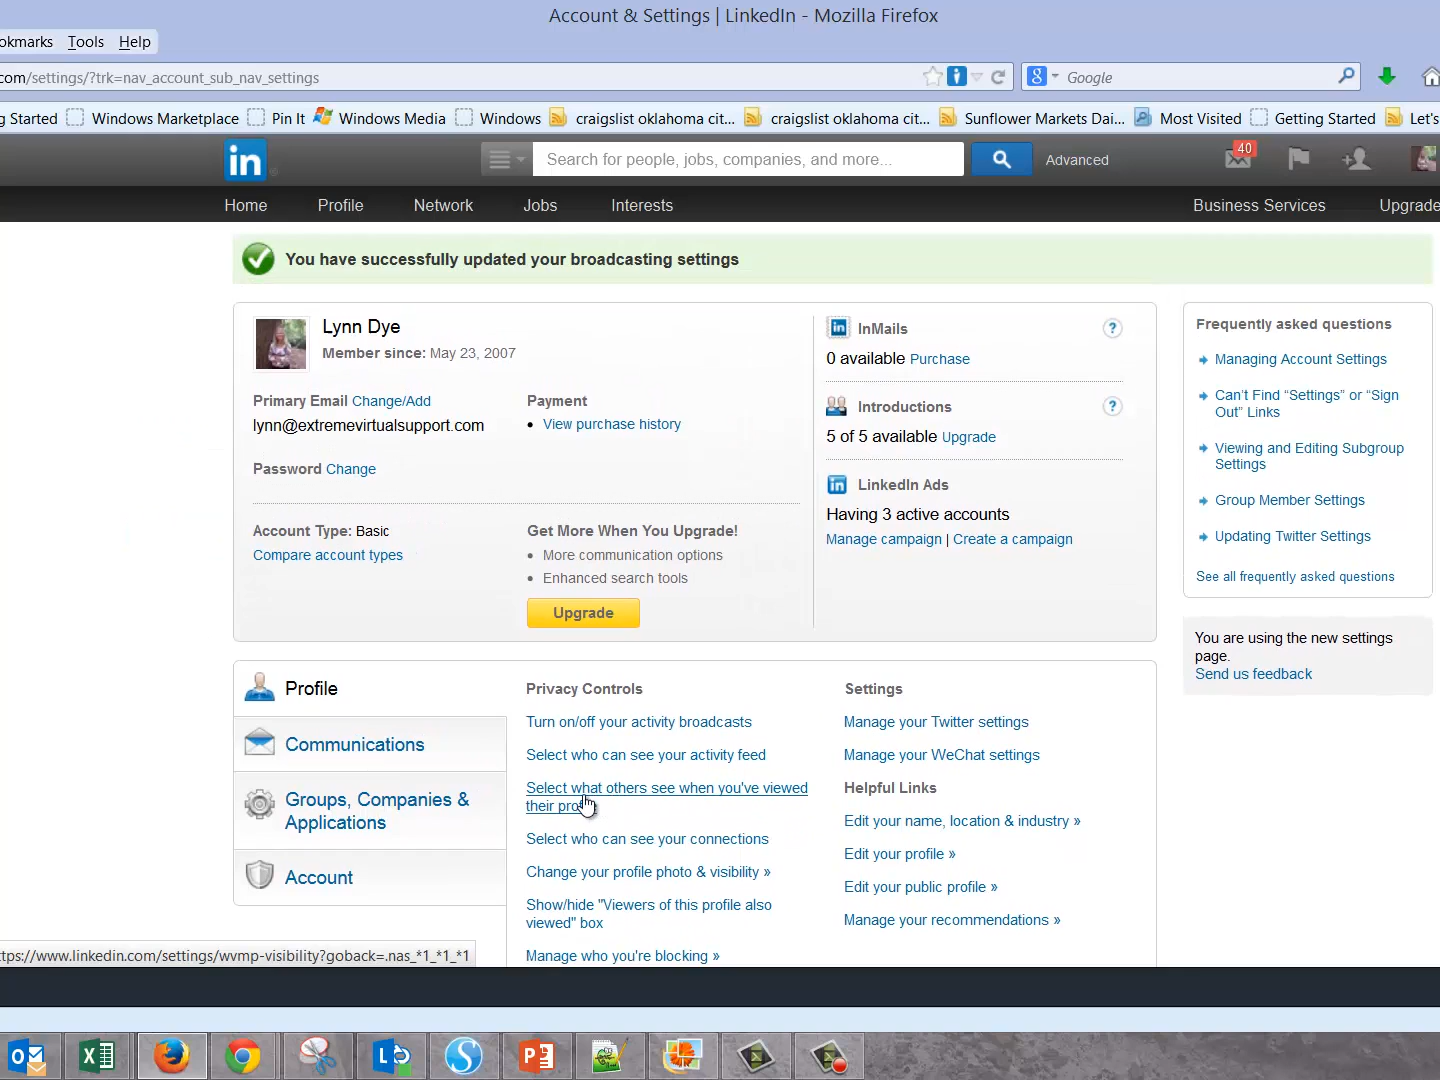 Account & Settings | LinkedIn - Mozilla Firefox
okmarks Tools Help
com/settings/?trk=nav_account_sub_nav_settings
Google
g Started Windows Marketplace Pin It Windows Media Windows craigslist oklahoma cit... craigslist oklahoma cit... Sunflower Markets Dai... Most Visited Getting Started Let's
in Search for people, jobs, companies, and more... Advanced 40
Home Profile Network Jobs Interests Business Services Upgrade
You have successfully updated your broadcasting settings
Lynn Dye
Member since: May 23, 2007
Primary Email Change/Add
lynn@extremevirtualsupport.com
Password Change
Payment
• View purchase history
Account Type: Basic
Compare account types
Get More When You Upgrade!
• More communication options
• Enhanced search tools
Upgrade
InMails ?
0 available Purchase
Introductions ?
5 of 5 available Upgrade
LinkedIn Ads
Having 3 active accounts
Manage campaign | Create a campaign
Frequently asked questions
Managing Account Settings
Can't Find “Settings” or “Sign
Out” Links
Viewing and Editing Subgroup
Settings
Group Member Settings
Updating Twitter Settings
See all frequently asked questions
You are using the new settings
page.
Send us feedback
Profile
Communications
Groups, Companies &
Applications
Account
Privacy Controls
Turn on/off your activity broadcasts
Select who can see your activity feed
Select what others see when you've viewed
their
Select who can see your connections
Change your profile photo & visibility »
Show/hide "Viewers of this profile also
viewed" box
Manage who you're blocking »
Settings
Manage your Twitter settings
Manage your WeChat settings
Helpful Links
Edit your name, location & industry »
Edit your profile »
Edit your public profile »
Manage your recommendations »
ttps://www.linkedin.com/settings/wvmp-visibility?goback=.nas_*1_*1_*1